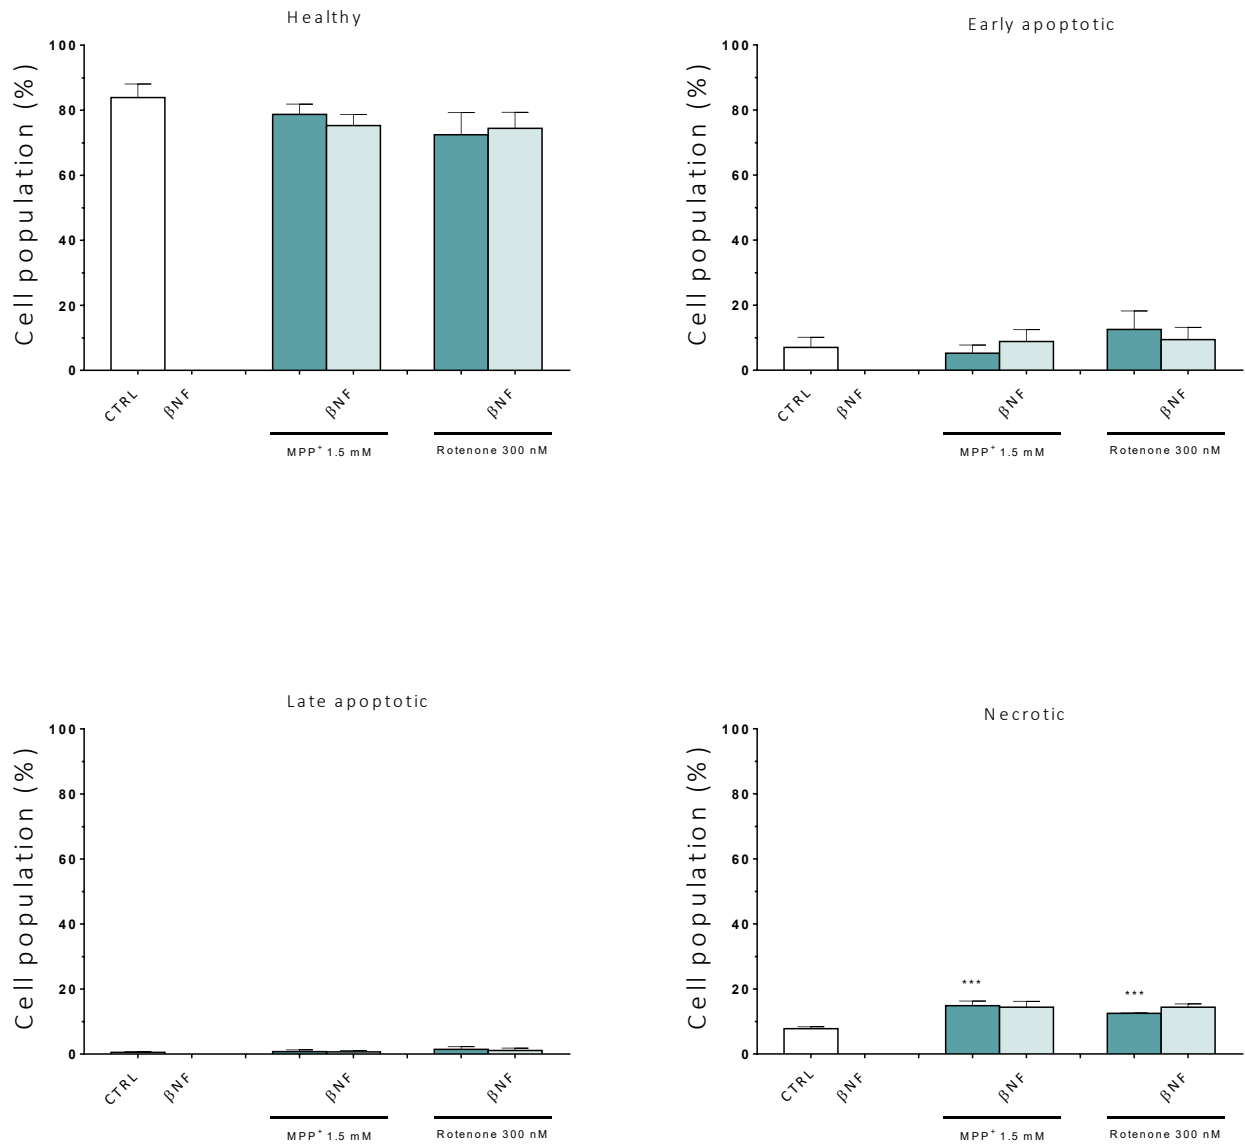 Healthy
Cell population (%)
100
80
60
40
20
0
CTRL
βNF
βNF
βNF
MPP⁺ 1.5 mM
Rotenone 300 nM
Early apoptotic
Cell population (%)
100
80
60
40
20
0
CTRL
βNF
βNF
βNF
MPP⁺ 1.5 mM
Rotenone 300 nM
Late apoptotic
Cell population (%)
100
80
60
40
20
0
CTRL
βNF
βNF
βNF
MPP⁺ 1.5 mM
Rotenone 300 nM
Necrotic
Cell population (%)
100
80
60
40
20
0
***
***
CTRL
βNF
βNF
βNF
MPP⁺ 1.5 mM
Rotenone 300 nM